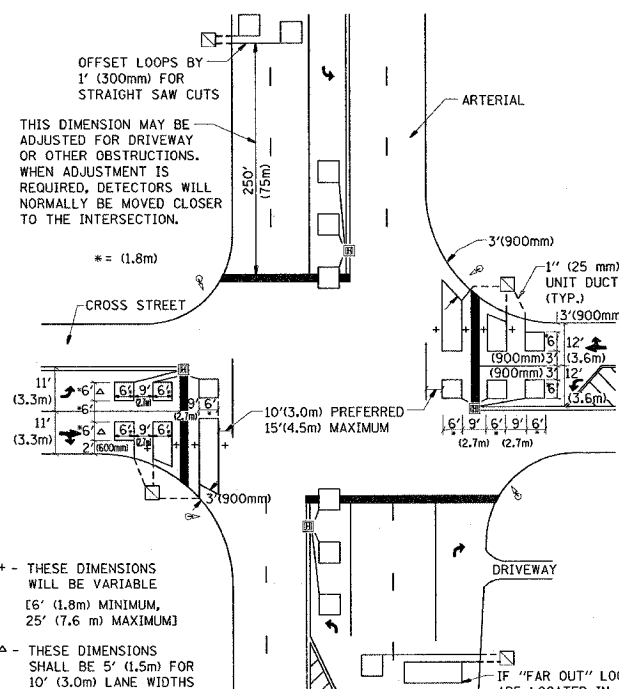 OFFSET LOOPS BY
1' (300mm) FOR
STRAIGHT SAW CUTS
ARTERIAL
THIS DIMENSION MAY BE
ADJUSTED FOR DRIVEWAY
OR OTHER OBSTRUCTIONS.
WHEN ADJUSTMENT IS
REQUIRED, DETECTORS WILL
NORMALLY BE MOVED CLOSER
TO THE INTERSECTION.
250'
(75m)
*= (1.8m)
3'(900mm)
1" (25 mm)
UNIT DUCT
(TYP.)
CROSS STREET
3'(900mm
*6'
12'
(3.6m)
(900mm)3'
(900mm)3'
12'
(3.6m)
*6'
11'
(3.3m)
*6'
△
6'
9'
6'
(2.7m)
*6'
9'
6'
(2.7m)
*
11'
(3.3m)
*6'
△
6'
9'
6'
(2.7m)
2'
(600mm)
+
+
+
+
+
+
10'(3.0m) PREFERRED
15'(4.5m) MAXIMUM
6'
9'
6'
9'
6'
*
*
*
(2.7m)
(2.7m)
3'(900mm)
H
H
H
H
DRIVEWAY
+ - THESE DIMENSIONS
WILL BE VARIABLE
[6' (1.8m) MINIMUM,
25' (7.6 m) MAXIMUM]
△ - THESE DIMENSIONS
SHALL BE 5' (1.5m) FOR
10' (3.0m) LANE WIDTHS
IF "FAR OUT"